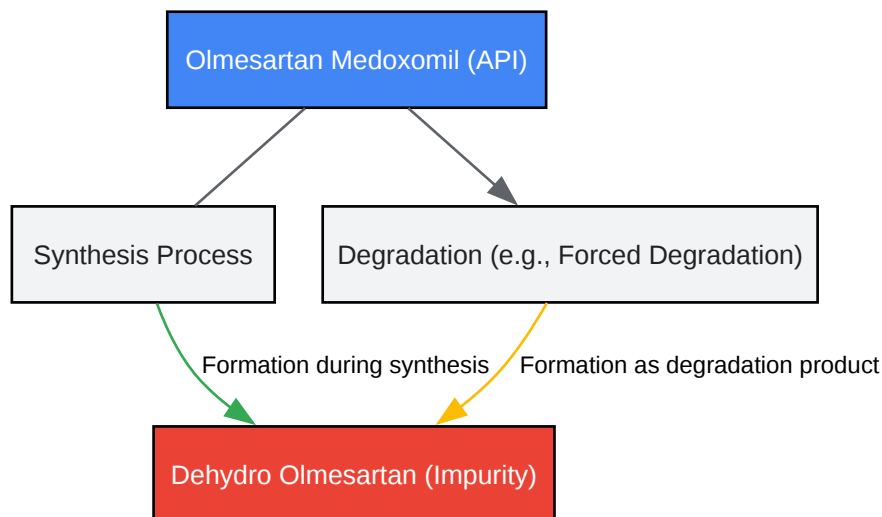 Olmesartan Medoxomil (API)
Synthesis Process
Degradation (e.g., Forced Degradation)
Formation during synthesis
Formation as degradation product
Dehydro Olmesartan (Impurity)